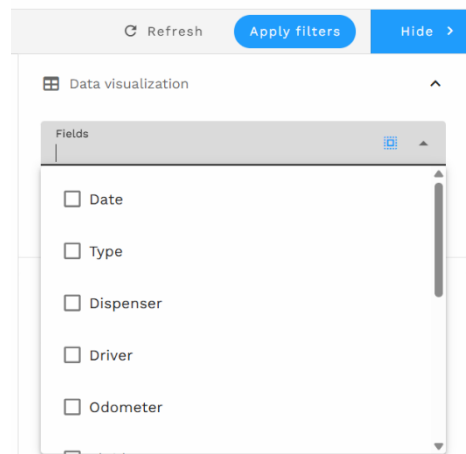 Refresh
Apply filters
Hide
Data visualization
Fields
Date
Type
Dispenser
Driver
Odometer